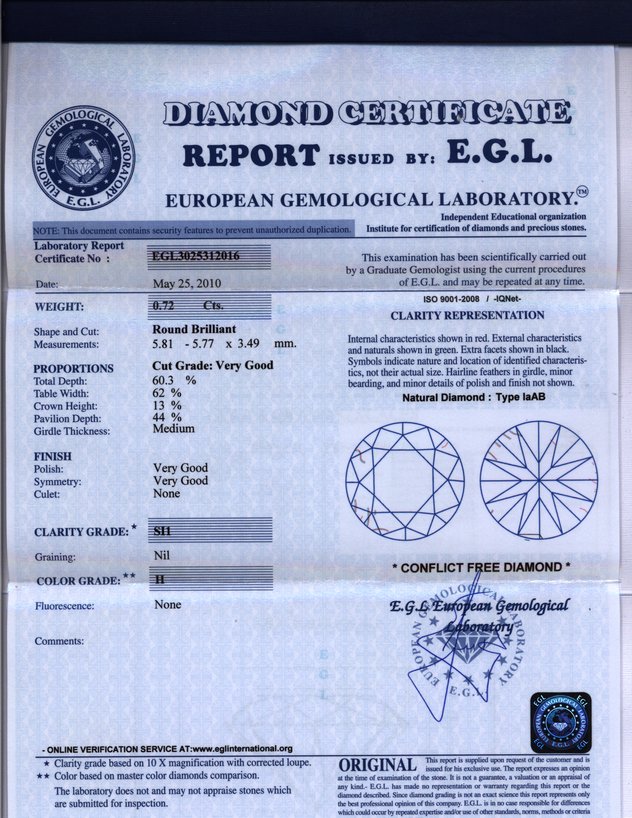 DIAMOND CERTIFICATE
REPORT ISSUED BY: E.G.L.
EUROPEAN GEMOLOGICAL LABORATORY.™
EUROPEAN GEMOLOGICAL LABORATORY
E.G.L.
Independent Educational organization
Institute for certification of diamonds and precious stones.
NOTE: This document contains security features to prevent unauthorized duplication.
Laboratory Report
Certificate No : EGL3025312016
Date: May 25, 2010
WEIGHT: 0.72 Cts.
Shape and Cut: Round Brilliant
Measurements: 5.81 - 5.77 x 3.49 mm.
PROPORTIONS Cut Grade: Very Good
Total Depth: 60.3 %
Table Width: 62 %
Crown Height: 13 %
Pavilion Depth: 44 %
Girdle Thickness: Medium
FINISH
Polish: Very Good
Symmetry: Very Good
Culet: None
CLARITY GRADE: * SI1
Graining: Nil
COLOR GRADE: ** H
Fluorescence: None
Comments:
This examination has been scientifically carried out
by a Graduate Gemologist using the current procedures
of E.G.L. and may be repeated at any time.
ISO 9001-2008 / -IQNet-
CLARITY REPRESENTATION
Internal characteristics shown in red. External characteristics
and naturals shown in green. Extra facets shown in black.
Symbols indicate nature and location of identified characteris-
tics, not their actual size. Hairline feathers in girdle, minor
bearding, and minor details of polish and finish not shown.
Natural Diamond : Type IaAB
* CONFLICT FREE DIAMOND *
E.G.L European Gemological
Laboratory
EUROPEAN GEMOLOGICAL LABORATORY
E.G.L.
EGL EGL
EUROPEAN GEMOLOGICAL LABORATORY
E.G.L.
EGL EGL
- ONLINE VERIFICATION SERVICE AT:www.eglinternational.org
★ Clarity grade based on 10 X magnification with corrected loupe.
★★ Color based on master color diamonds comparison.
The laboratory does not and may not appraise stones which
are submitted for inspection.
ORIGINAL This report is supplied upon request of the customer and is
issued for his exclusive use. The report expresses an opinion
at the time of examination of the stone. It is not a guarantee, a valuation or an appraisal of
any kind.- E.G.L. has made no representation or warranty regarding this report or the
diamond described. Since diamond grading is not an exact science this report represents only
the best professional opinion of this company. E.G.L. is in no case responsible for differences
which could occur by repeated expertise and/or use of other standards, norms, methods or criteria